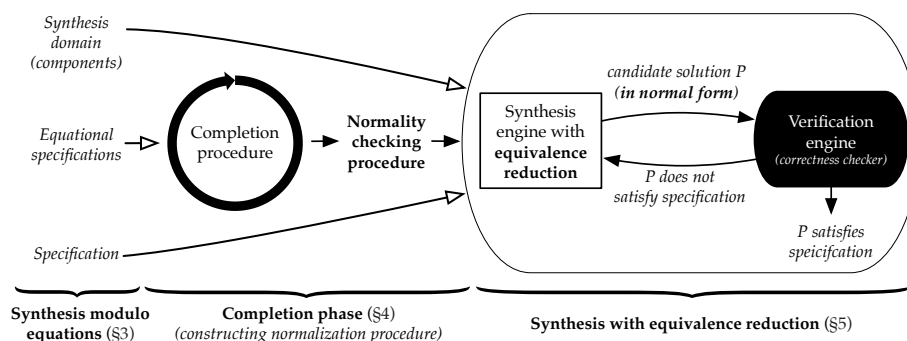 Synthesis
domain
(components)
Equational
specifications
Specification
Completion
procedure
Normality
checking
procedure
Synthesis
engine with
equivalence
reduction
candidate solution P
(in normal form)
P does not
satisfy specification
Verification
engine
(correctness checker)
P satisfies
speicifcation
Synthesis modulo
equations (§3)
Completion phase (§4)
(constructing normalization procedure)
Synthesis with equivalence reduction (§5)